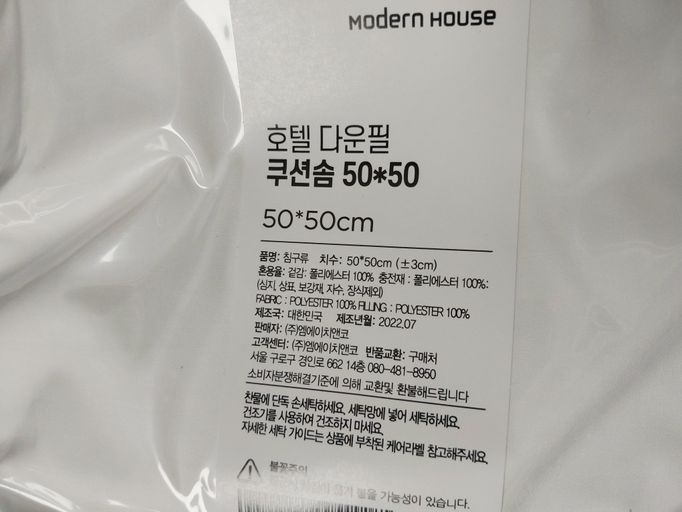 MODERN HOUSE
호텔 다운필
쿠션솜 50*50
50*50cm
품명: 침구류 치수: 50*50cm (±3cm)
혼용율: 겉감: 폴리에스터 100% 충전재 : 폴리에스터 100%:
(심지, 상표, 보강재, 자수, 장식제외)
FABRIC : POLYESTER 100% FILLING : POLYESTER 100%
제조국: 대한민국 제조년월: 2022.07
판매자: (주)엠에이치앤코
고객센터: (주)엠에이치앤코 반품교환: 구매처
서울 구로구 경인로 662 14층 080-481-8950
소비자분쟁해결기준에 의해 교환및 환불해드립니다
찬물에 단독 손세탁하세요. 세탁망에 넣어 세탁하세요.
건조기를 사용하여 건조하지 마세요.
자세한 세탁 가이드는 상품에 부착된 케어라벨 참고해주세요.
불꽃주의
불을 가능성이 있습니다.